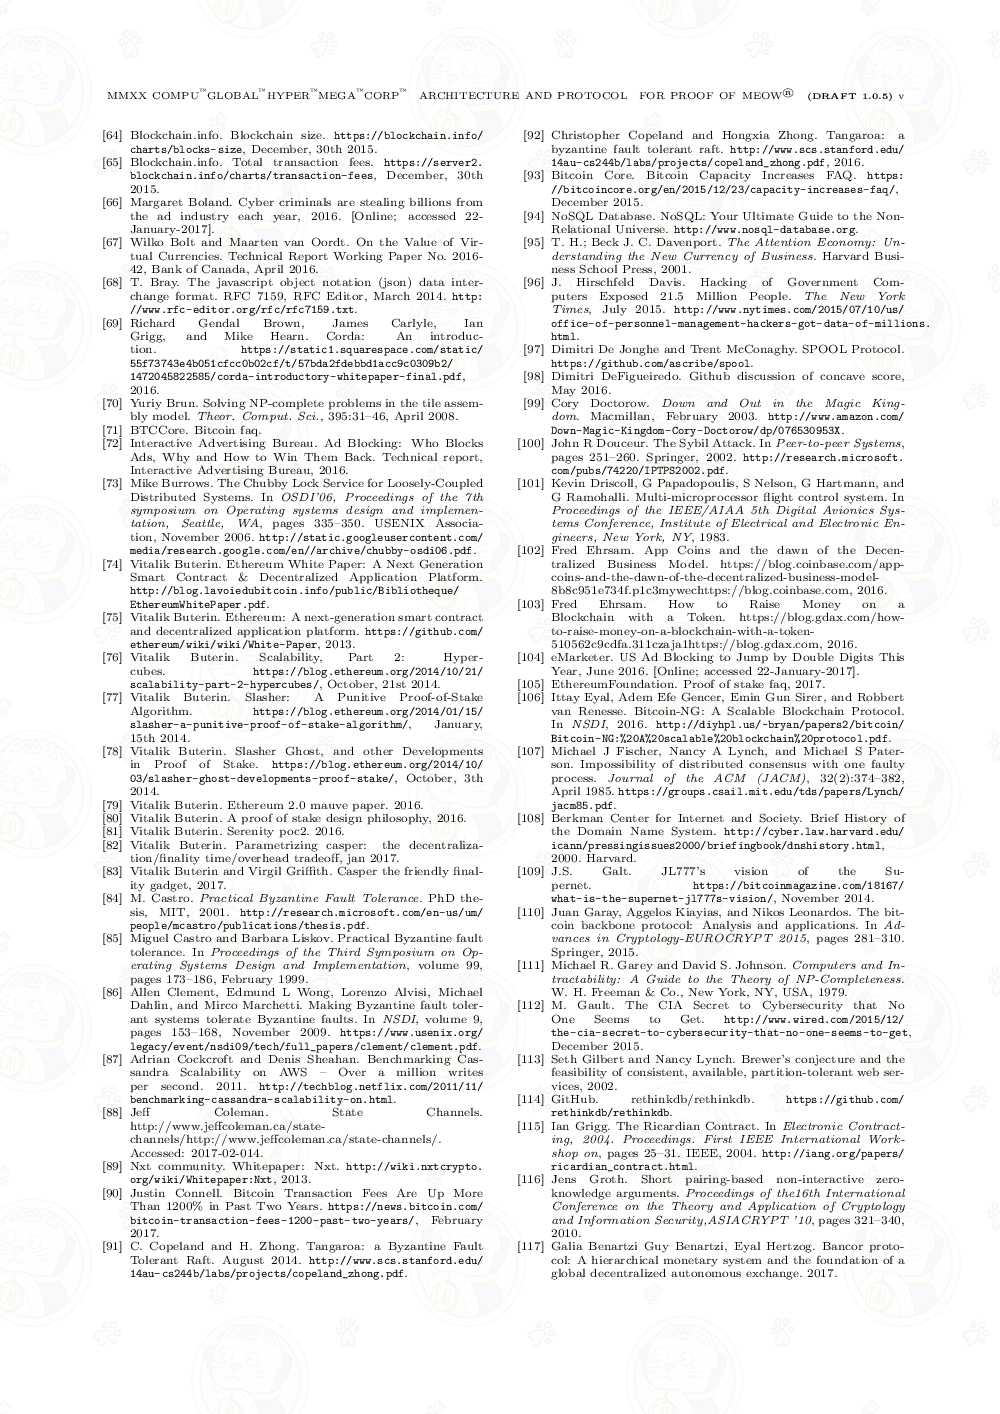 MMXX COMPU™GLOBAL™HYPER™MEGA™CORP™ ARCHITECTURE AND PROTOCOL FOR PROOF OF MEOW® (DRAFT 1.0.5) v
[64] Blockchain.info. Blockchain size. https://blockchain.info/
charts/blocks-size, December, 30th 2015.
[65] Blockchain.info. Total transaction fees. https://server2.
blockchain.info/charts/transaction-fees, December, 30th
2015.
[66] Margaret Boland. Cyber criminals are stealing billions from
the ad industry each year, 2016. [Online; accessed 22-
January-2017].
[67] Wilko Bolt and Maarten van Oordt. On the Value of Vir-
tual Currencies. Technical Report Working Paper No. 2016-
42, Bank of Canada, April 2016.
[68] T. Bray. The javascript object notation (json) data inter-
change format. RFC 7159, RFC Editor, March 2014. http:
//www.rfc-editor.org/rfc/rfc7159.txt.
[69] Richard Gendal Brown, James Carlyle, Ian
Grigg, and Mike Hearn. Corda: An introduc-
tion. https://static1.squarespace.com/static/
55f73743e4b051cfcc0b02cf/t/57bda2fdebbd1acc9c0309b2/
1472045822585/corda-introductory-whitepaper-final.pdf,
2016.
[70] Yuriy Brun. Solving NP-complete problems in the tile assem-
bly model. Theor. Comput. Sci., 395:31–46, April 2008.
[71] BTCCore. Bitcoin faq.
[72] Interactive Advertising Bureau. Ad Blocking: Who Blocks
Ads, Why and How to Win Them Back. Technical report,
Interactive Advertising Bureau, 2016.
[73] Mike Burrows. The Chubby Lock Service for Loosely-Coupled
Distributed Systems. In OSDI'06, Proceedings of the 7th
symposium on Operating systems design and implemen-
tation, Seattle, WA, pages 335–350. USENIX Associa-
tion, November 2006. http://static.googleusercontent.com/
media/research.google.com/en//archive/chubby-osdi06.pdf.
[74] Vitalik Buterin. Ethereum White Paper: A Next Generation
Smart Contract & Decentralized Application Platform.
http://blog.lavoiedubitcoin.info/public/Bibliotheque/
EthereumWhitePaper.pdf.
[75] Vitalik Buterin. Ethereum: A next-generation smart contract
and decentralized application platform. https://github.com/
ethereum/wiki/wiki/White-Paper, 2013.
[76] Vitalik Buterin. Scalability, Part 2: Hyper-
cubes. https://blog.ethereum.org/2014/10/21/
scalability-part-2-hypercubes/, October, 21st 2014.
[77] Vitalik Buterin. Slasher: A Punitive Proof-of-Stake
Algorithm. https://blog.ethereum.org/2014/01/15/
slasher-a-punitive-proof-of-stake-algorithm/, January,
15th 2014.
[78] Vitalik Buterin. Slasher Ghost, and other Developments
in Proof of Stake. https://blog.ethereum.org/2014/10/
03/slasher-ghost-developments-proof-stake/, October, 3th
2014.
[79] Vitalik Buterin. Ethereum 2.0 mauve paper. 2016.
[80] Vitalik Buterin. A proof of stake design philosophy, 2016.
[81] Vitalik Buterin. Serenity poc2. 2016.
[82] Vitalik Buterin. Parametrizing casper: the decentraliza-
tion/finality time/overhead tradeoff, jan 2017.
[83] Vitalik Buterin and Virgil Griffith. Casper the friendly final-
ity gadget, 2017.
[84] M. Castro. Practical Byzantine Fault Tolerance. PhD the-
sis, MIT, 2001. http://research.microsoft.com/en-us/um/
people/mcastro/publications/thesis.pdf.
[85] Miguel Castro and Barbara Liskov. Practical Byzantine fault
tolerance. In Proceedings of the Third Symposium on Op-
erating Systems Design and Implementation, volume 99,
pages 173–186, February 1999.
[86] Allen Clement, Edmund L Wong, Lorenzo Alvisi, Michael
Dahlin, and Mirco Marchetti. Making Byzantine fault toler-
ant systems tolerate Byzantine faults. In NSDI, volume 9,
pages 153–168, November 2009. https://www.usenix.org/
legacy/event/nsdi09/tech/full_papers/clement/clement.pdf.
[87] Adrian Cockcroft and Denis Sheahan. Benchmarking Cas-
sandra Scalability on AWS – Over a million writes
per second. 2011. http://techblog.netflix.com/2011/11/
benchmarking-cassandra-scalability-on.html.
[88] Jeff Coleman. State Channels.
http://www.jeffcoleman.ca/state-
channels/http://www.jeffcoleman.ca/state-channels/.
Accessed: 2017-02-014.
[89] Nxt community. Whitepaper: Nxt. http://wiki.nxtcrypto.
org/wiki/Whitepaper:Nxt, 2013.
[90] Justin Connell. Bitcoin Transaction Fees Are Up More
Than 1200% in Past Two Years. https://news.bitcoin.com/
bitcoin-transaction-fees-1200-past-two-years/, February
2017.
[91] C. Copeland and H. Zhong. Tangaroa: a Byzantine Fault
Tolerant Raft. August 2014. http://www.scs.stanford.edu/
14au-cs244b/labs/projects/copeland_zhong.pdf.
[92] Christopher Copeland and Hongxia Zhong. Tangaroa: a
byzantine fault tolerant raft. http://www.scs.stanford.edu/
14au-cs244b/labs/projects/copeland_zhong.pdf, 2016.
[93] Bitcoin Core. Bitcoin Capacity Increases FAQ. https:
//bitcoincore.org/en/2015/12/23/capacity-increases-faq/,
December 2015.
[94] NoSQL Database. NoSQL: Your Ultimate Guide to the Non-
Relational Universe. http://www.nosql-database.org.
[95] T. H.; Beck J. C. Davenport. The Attention Economy: Un-
derstanding the New Currency of Business. Harvard Busi-
ness School Press, 2001.
[96] J. Hirschfeld Davis. Hacking of Government Com-
puters Exposed 21.5 Million People. The New York
Times, July 2015. http://www.nytimes.com/2015/07/10/us/
office-of-personnel-management-hackers-got-data-of-millions.
html.
[97] Dimitri De Jonghe and Trent McConaghy. SPOOL Protocol.
https://github.com/ascribe/spool.
[98] Dimitri DeFigueiredo. Github discussion of concave score,
May 2016.
[99] Cory Doctorow. Down and Out in the Magic King-
dom. Macmillan, February 2003. http://www.amazon.com/
Down-Magic-Kingdom-Cory-Doctorow/dp/076530953X.
[100] John R Douceur. The Sybil Attack. In Peer-to-peer Systems,
pages 251–260. Springer, 2002. http://research.microsoft.
com/pubs/74220/IPTPS2002.pdf.
[101] Kevin Driscoll, G Papadopoulis, S Nelson, G Hartmann, and
G Ramohalli. Multi-microprocessor flight control system. In
Proceedings of the IEEE/AIAA 5th Digital Avionics Sys-
tems Conference, Institute of Electrical and Electronic En-
gineers, New York, NY, 1983.
[102] Fred Ehrsam. App Coins and the dawn of the Decen-
tralized Business Model. https://blog.coinbase.com/app-
coins-and-the-dawn-of-the-decentralized-business-model-
8b8c951e734f.p1c3mywechttps://blog.coinbase.com, 2016.
[103] Fred Ehrsam. How to Raise Money on a
Blockchain with a Token. https://blog.gdax.com/how-
to-raise-money-on-a-blockchain-with-a-token-
510562c9cdfa.311czaja1https://blog.gdax.com, 2016.
[104] eMarketer. US Ad Blocking to Jump by Double Digits This
Year, June 2016. [Online; accessed 22-January-2017].
[105] EthereumFoundation. Proof of stake faq, 2017.
[106] Ittay Eyal, Adem Efe Gencer, Emin Gun Sirer, and Robbert
van Renesse. Bitcoin-NG: A Scalable Blockchain Protocol.
In NSDI, 2016. http://diyhpl.us/~bryan/papers2/bitcoin/
Bitcoin-NG:%20A%20scalable%20blockchain%20protocol.pdf.
[107] Michael J Fischer, Nancy A Lynch, and Michael S Pater-
son. Impossibility of distributed consensus with one faulty
process. Journal of the ACM (JACM), 32(2):374–382,
April 1985. https://groups.csail.mit.edu/tds/papers/Lynch/
jacm85.pdf.
[108] Berkman Center for Internet and Society. Brief History of
the Domain Name System. http://cyber.law.harvard.edu/
icann/pressingissues2000/briefingbook/dnshistory.html,
2000. Harvard.
[109] J.S. Galt. JL777's vision of the Su-
pernet. https://bitcoinmagazine.com/18167/
what-is-the-supernet-jl777s-vision/, November 2014.
[110] Juan Garay, Aggelos Kiayias, and Nikos Leonardos. The bit-
coin backbone protocol: Analysis and applications. In Ad-
vances in Cryptology-EUROCRYPT 2015, pages 281–310.
Springer, 2015.
[111] Michael R. Garey and David S. Johnson. Computers and In-
tractability: A Guide to the Theory of NP-Completeness.
W. H. Freeman & Co., New York, NY, USA, 1979.
[112] M. Gault. The CIA Secret to Cybersecurity that No
One Seems to Get. http://www.wired.com/2015/12/
the-cia-secret-to-cybersecurity-that-no-one-seems-to-get,
December 2015.
[113] Seth Gilbert and Nancy Lynch. Brewer's conjecture and the
feasibility of consistent, available, partition-tolerant web ser-
vices, 2002.
[114] GitHub. rethinkdb/rethinkdb. https://github.com/
rethinkdb/rethinkdb.
[115] Ian Grigg. The Ricardian Contract. In Electronic Contract-
ing, 2004. Proceedings. First IEEE International Work-
shop on, pages 25–31. IEEE, 2004. http://iang.org/papers/
ricardian_contract.html.
[116] Jens Groth. Short pairing-based non-interactive zero-
knowledge arguments. Proceedings of the16th International
Conference on the Theory and Application of Cryptology
and Information Security,ASIACRYPT '10, pages 321–340,
2010.
[117] Galia Benartzi Guy Benartzi, Eyal Hertzog. Bancor proto-
col: A hierarchical monetary system and the foundation of a
global decentralized autonomous exchange. 2017.